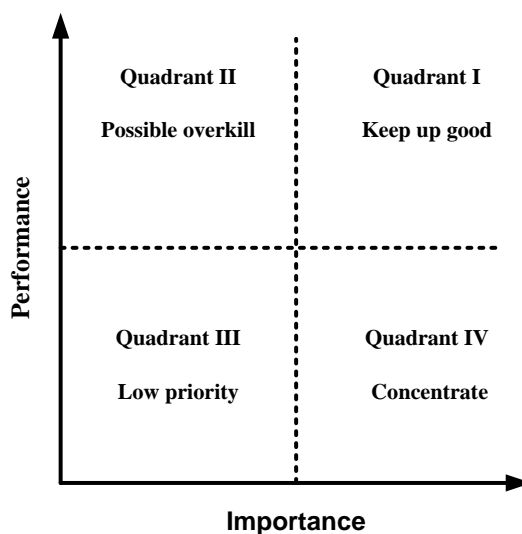 Quadrant II
Quadrant I
Possible overkill
Keep up good
Performance
Quadrant III
Quadrant IV
Low priority
Concentrate
Importance